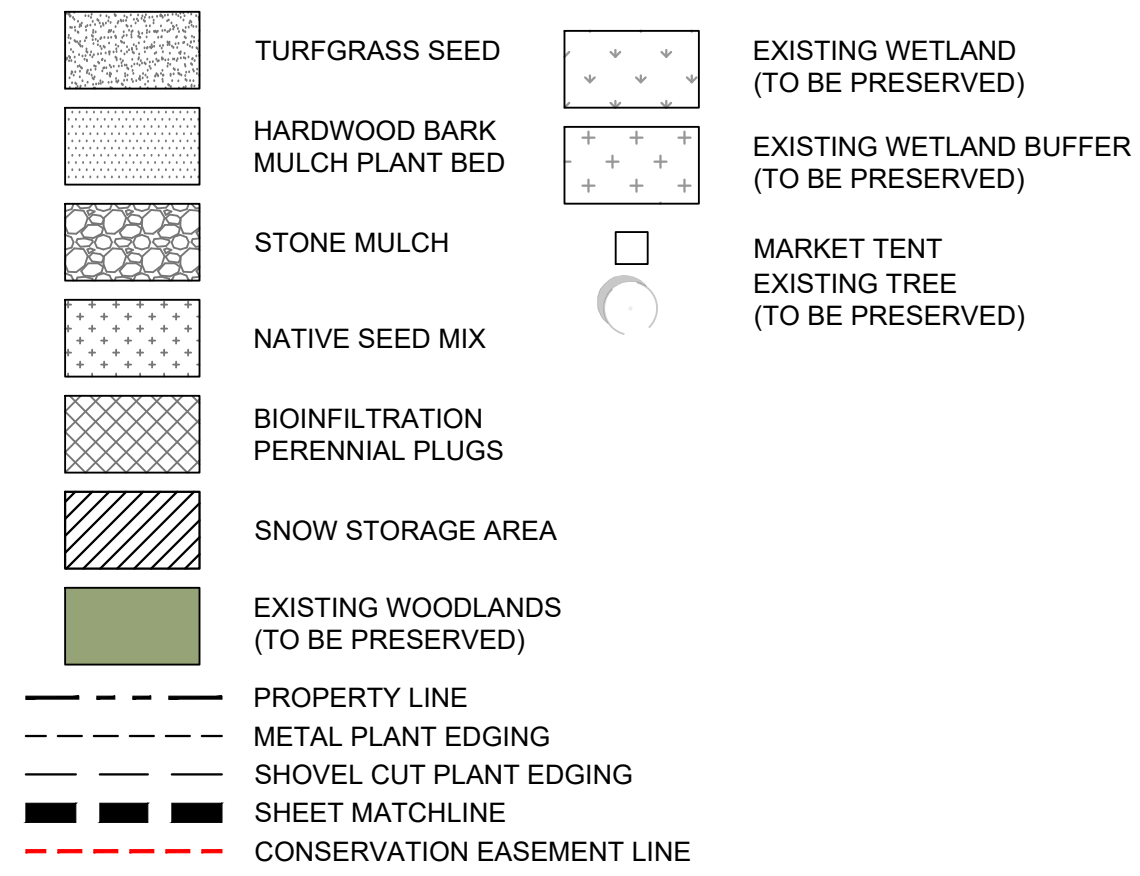 TURFGRASS SEED
HARDWOOD BARK
MULCH PLANT BED
STONE MULCH
NATIVE SEED MIX
BIOINFILTRATION
PERENNIAL PLUGS
SNOW STORAGE AREA
EXISTING WOODLANDS
(TO BE PRESERVED)
PROPERTY LINE
METAL PLANT EDGING
SHOVEL CUT PLANT EDGING
SHEET MATCHLINE
CONSERVATION EASEMENT LINE
EXISTING WETLAND
(TO BE PRESERVED)
EXISTING WETLAND BUFFER
(TO BE PRESERVED)
MARKET TENT
EXISTING TREE
(TO BE PRESERVED)